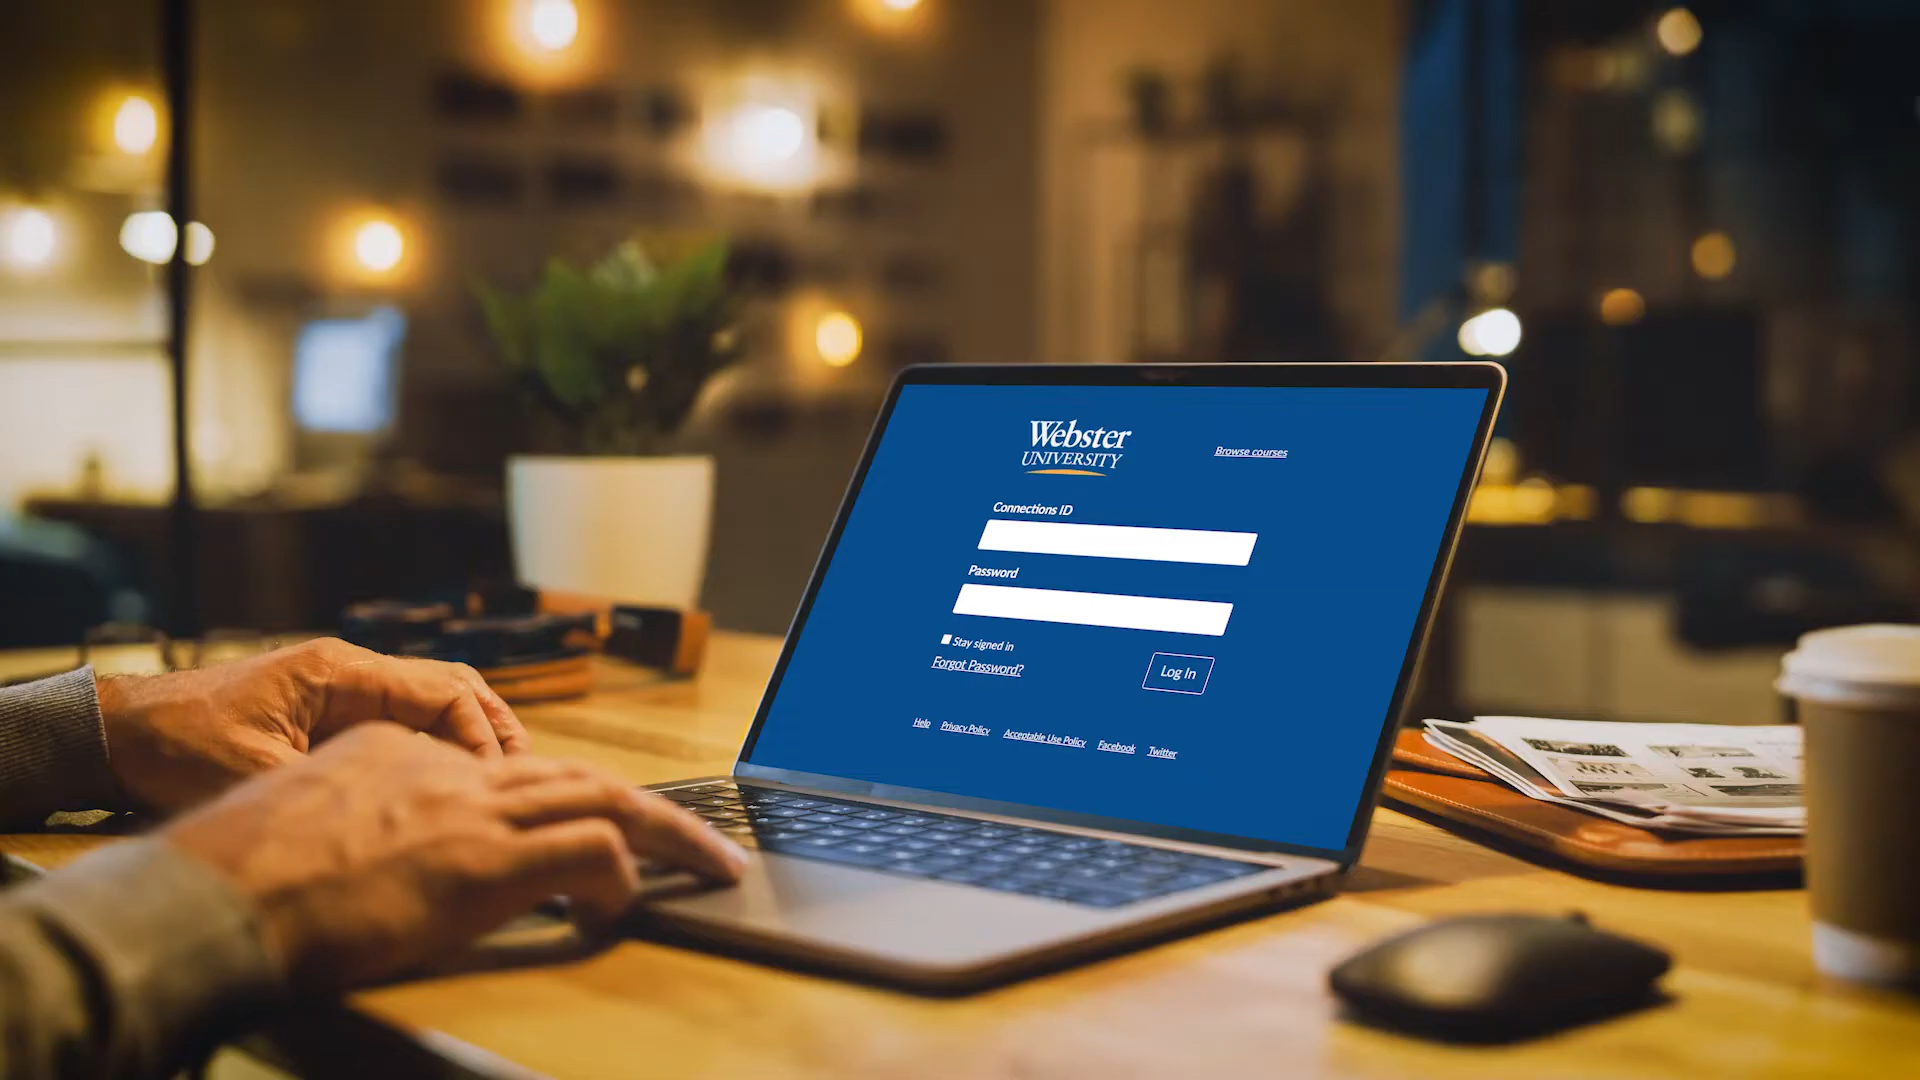 Webster
UNIVERSITY
Browse courses
Connections ID
Password
Stay signed in
Forgot Password?
Log In
Help Privacy Policy Acceptable Use Policy Facebook Twitter